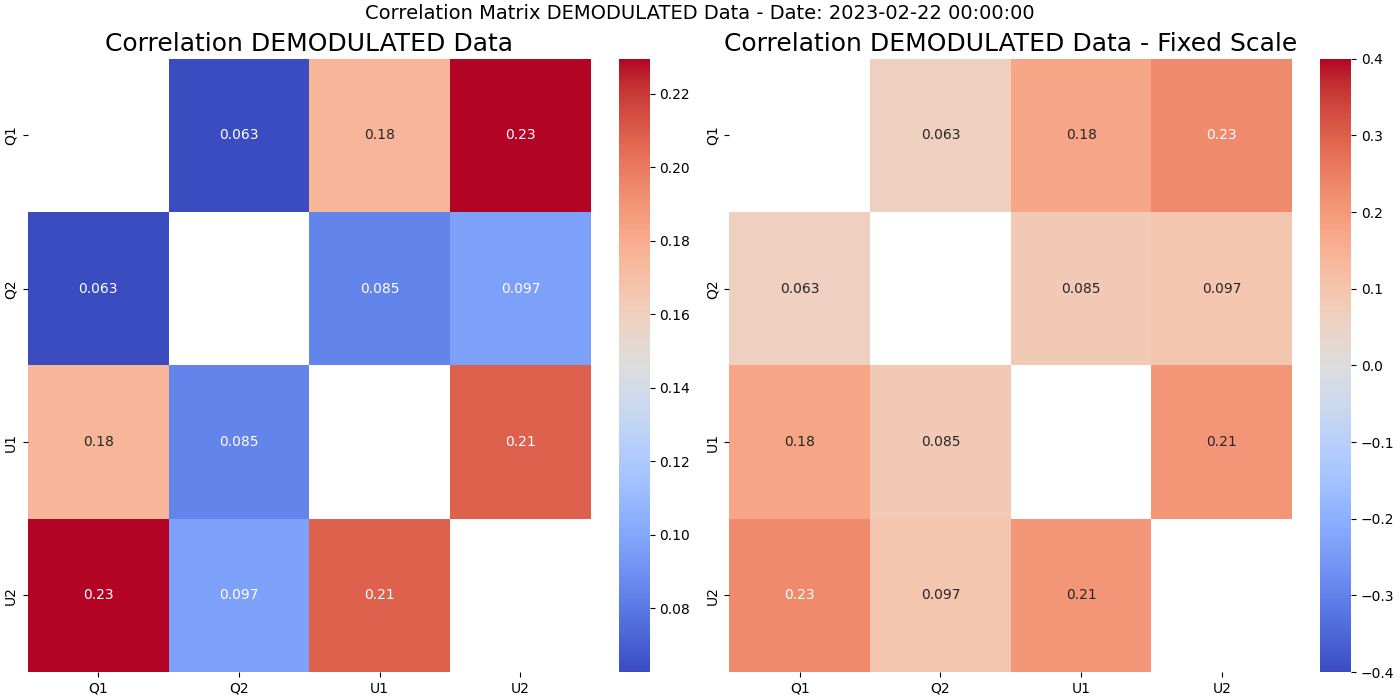 Correlation Matrix DEMODULATED Data - Date: 2023-02-22 00:00:00
Correlation DEMODULATED Data
Q1
0.063
0.18
0.23
Q2
0.063
0.085
0.097
U1
0.18
0.085
0.21
U2
0.23
0.097
0.21
Q1
Q2
U1
U2
0.22
0.20
0.18
0.16
0.14
0.12
0.10
0.08
Correlation DEMODULATED Data - Fixed Scale
Q1
0.063
0.18
0.23
Q2
0.063
0.085
0.097
U1
0.18
0.085
0.21
U2
0.23
0.097
0.21
Q1
Q2
U1
U2
0.4
0.3
0.2
0.1
0.0
−0.1
−0.2
−0.3
−0.4